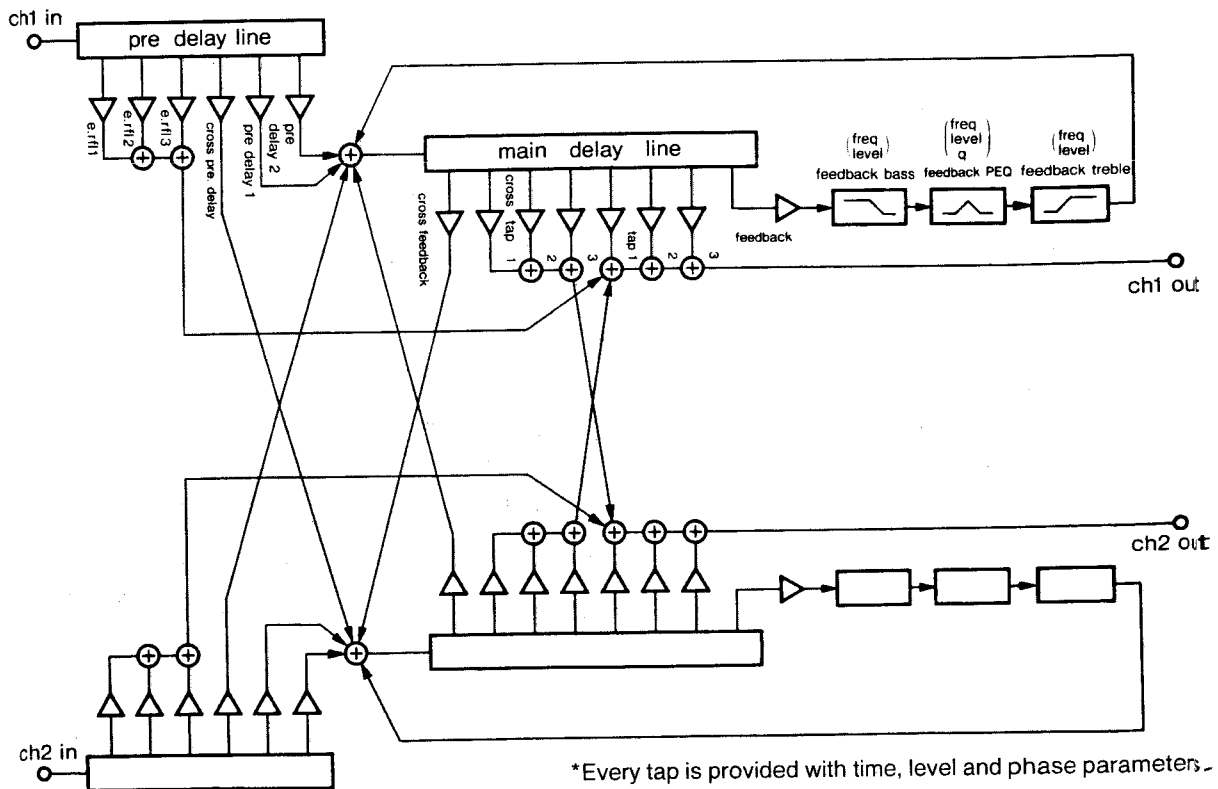 ch1 in
pre delay line
e.rfl1
e.rfl2
e.rfl3
cross pre. delay
pre delay 1
pre delay 2
main delay line
cross feedback
cross tap 1
2
3
tap 1
2
3
feedback
(freq level)
feedback bass
(freq level q)
feedback PEQ
(freq level)
feedback treble
ch1 out
ch2 out
ch2 in
*Every tap is provided with time, level and phase parameters.